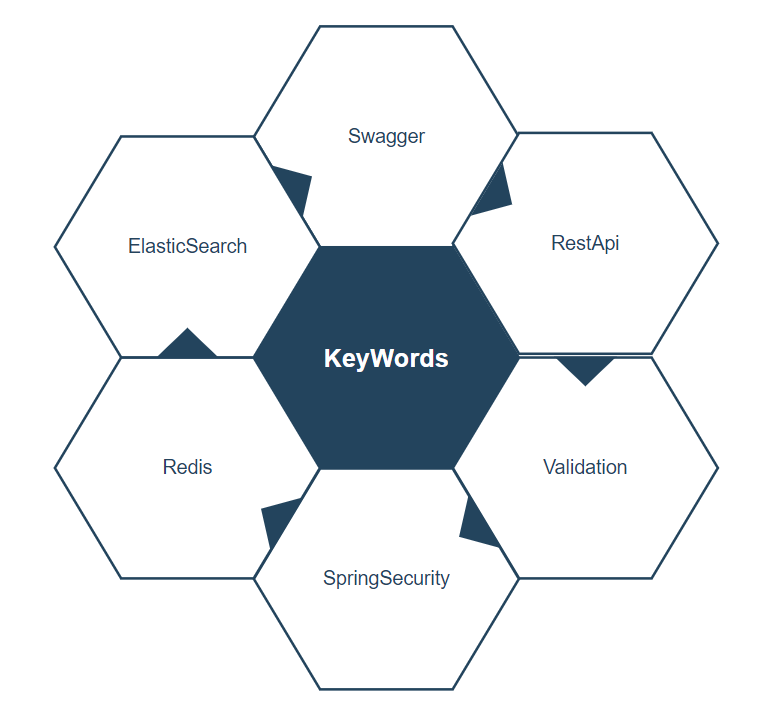 Swagger
RestApi
ElasticSearch
KeyWords
Redis
Validation
SpringSecurity